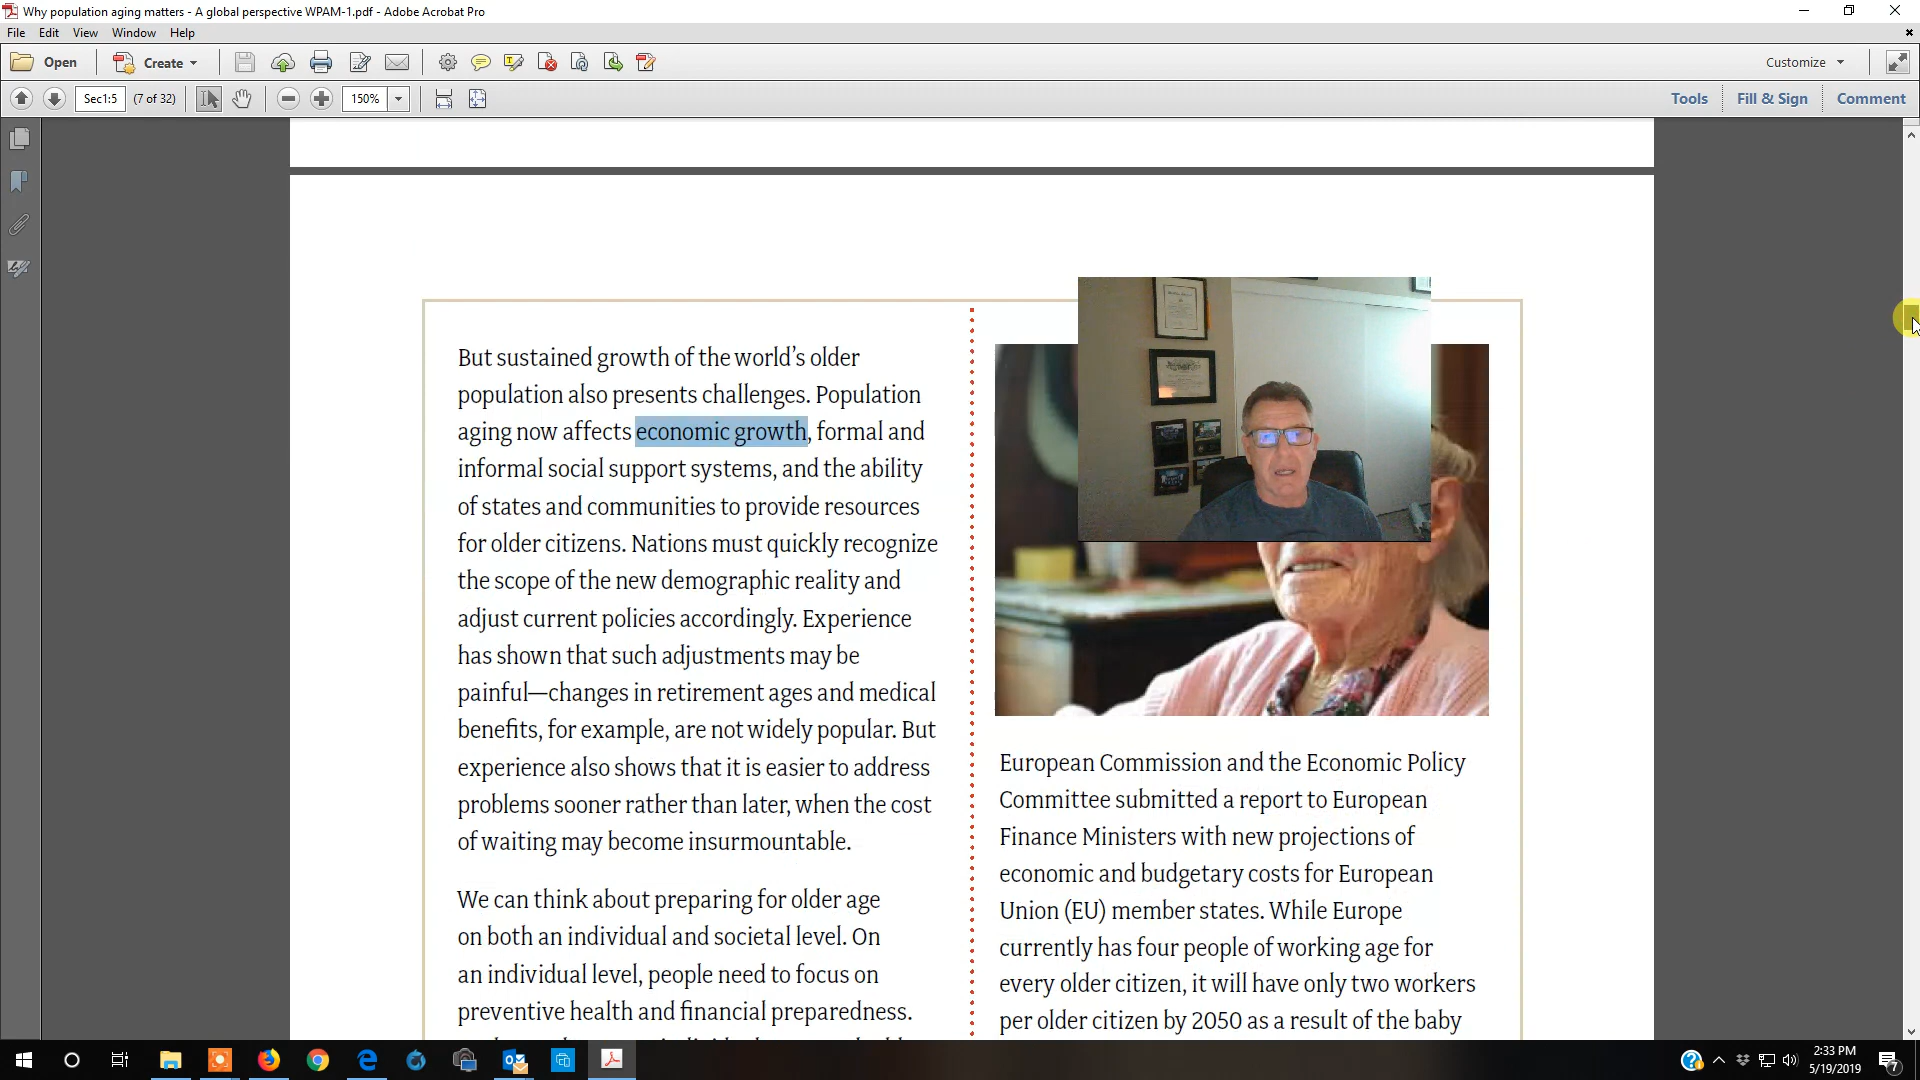 Why population aging matters - A global perspective WPAM-1.pdf - Adobe Acrobat Pro
File Edit View Window Help
Open Create Customize
Sec1:5 (7 of 32) 150% Tools Fill & Sign Comment
But sustained growth of the world’s older
population also presents challenges. Population
aging now affects economic growth, formal and
informal social support systems, and the ability
of states and communities to provide resources
for older citizens. Nations must quickly recognize
the scope of the new demographic reality and
adjust current policies accordingly. Experience
has shown that such adjustments may be
painful—changes in retirement ages and medical
benefits, for example, are not widely popular. But
experience also shows that it is easier to address
problems sooner rather than later, when the cost
of waiting may become insurmountable.
We can think about preparing for older age
on both an individual and societal level. On
an individual level, people need to focus on
preventive health and financial preparedness.
European Commission and the Economic Policy
Committee submitted a report to European
Finance Ministers with new projections of
economic and budgetary costs for European
Union (EU) member states. While Europe
currently has four people of working age for
every older citizen, it will have only two workers
per older citizen by 2050 as a result of the baby
2:33 PM
5/19/2019
7